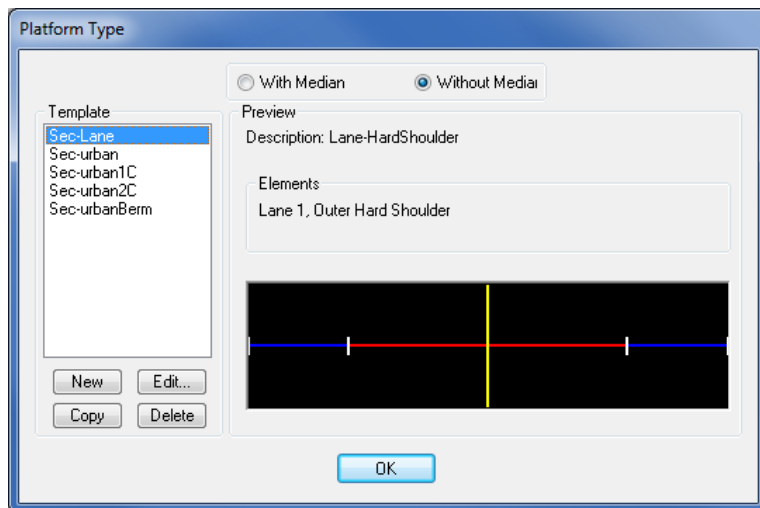 Platform Type
With Median
Without Media
Template
Sec-Lane
Sec-urban
Sec-urban1C
Sec-urban2C
Sec-urbanBerm
New
Edit...
Copy
Delete
Preview
Description: Lane-HardShoulder
Elements
Lane 1, Outer Hard Shoulder
OK